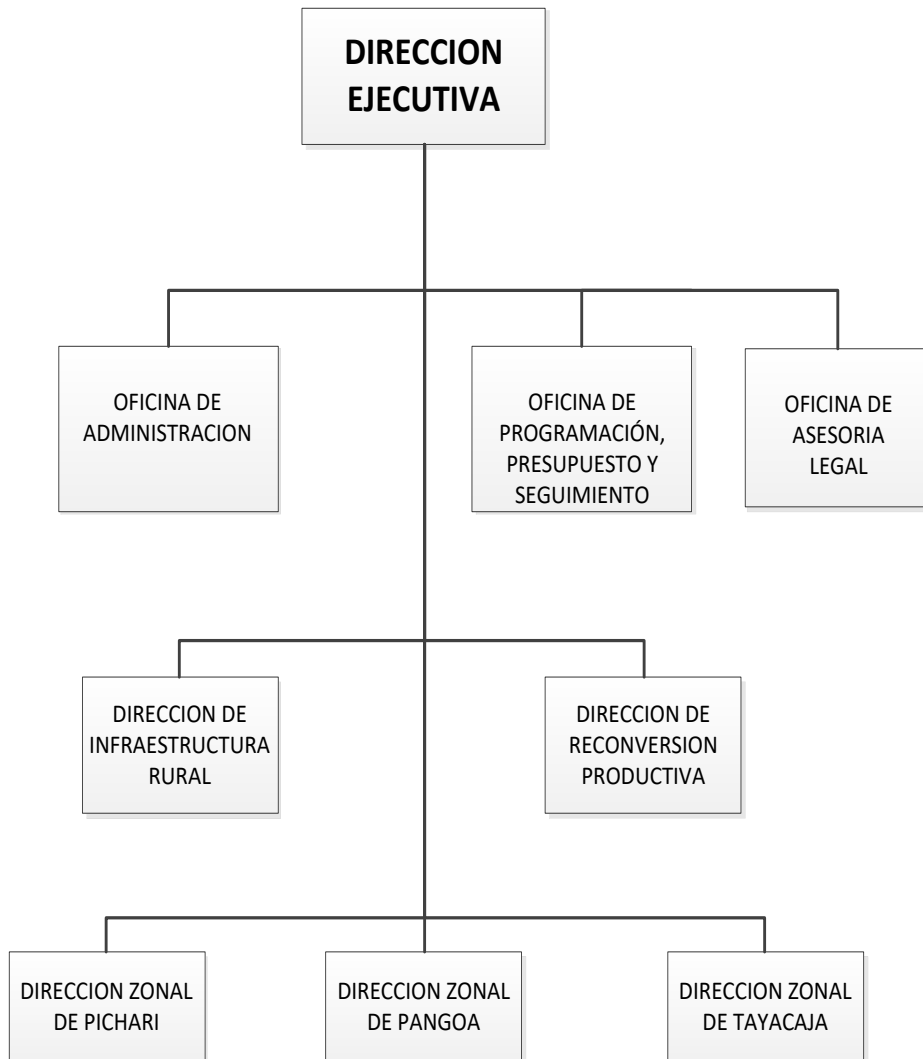 DIRECCION
EJECUTIVA
OFICINA DE
ADMINISTRACION
OFICINA DE
PROGRAMACIÓN,
PRESUPUESTO Y
SEGUIMIENTO
OFICINA DE
ASESORIA
LEGAL
DIRECCION DE
INFRAESTRUCTURA
RURAL
DIRECCION DE
RECONVERSION
PRODUCTIVA
DIRECCION ZONAL
DE PICHARI
DIRECCION ZONAL
DE PANGOA
DIRECCION ZONAL
DE TAYACAJA